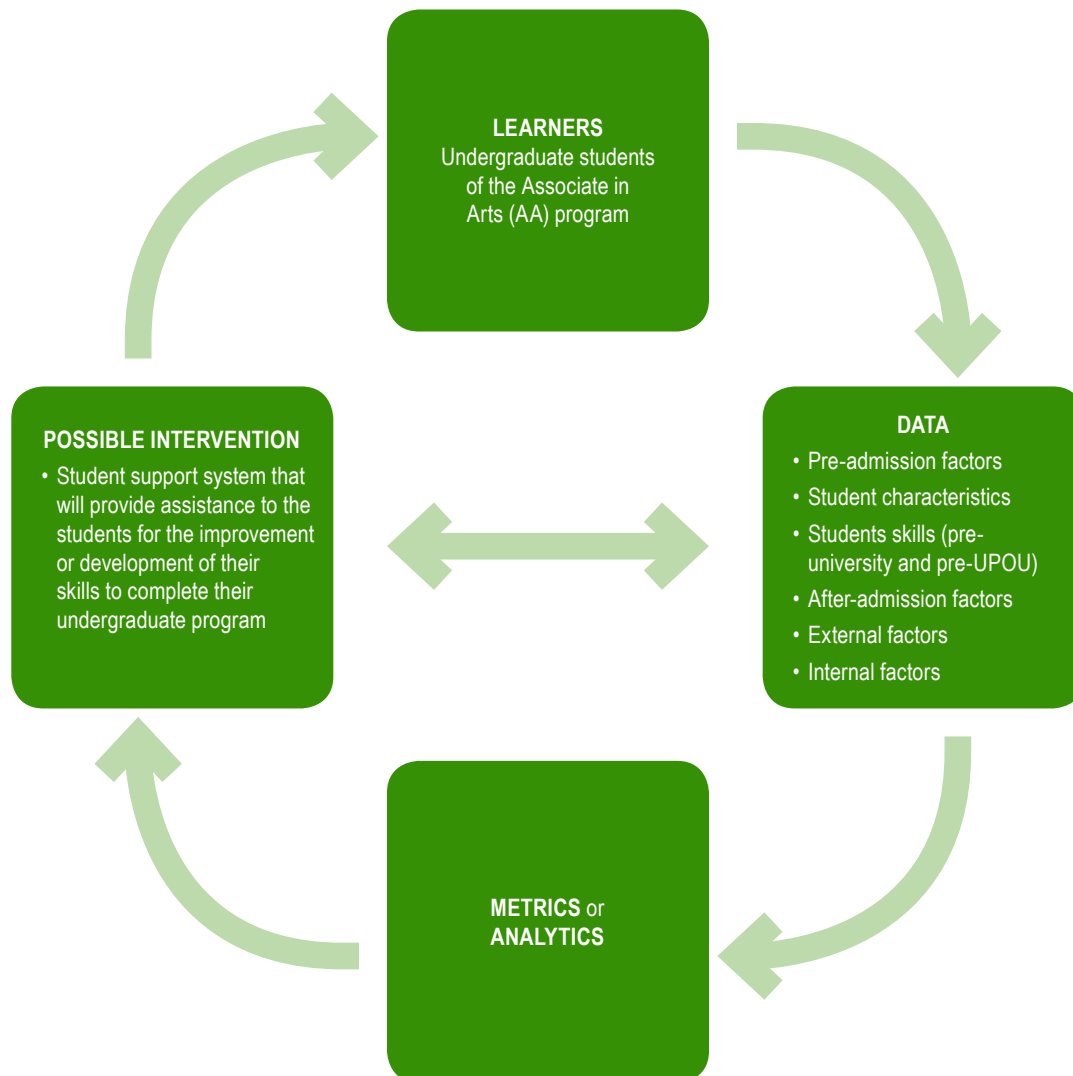 LEARNERS
Undergraduate students
of the Associate in
Arts (AA) program
POSSIBLE INTERVENTION
• Student support system that
will provide assistance to the
students for the improvement
or development of their
skills to complete their
undergraduate program
DATA
• Pre-admission factors
• Student characteristics
• Students skills (pre-
university and pre-UPOU)
• After-admission factors
• External factors
• Internal factors
METRICS or
ANALYTICS